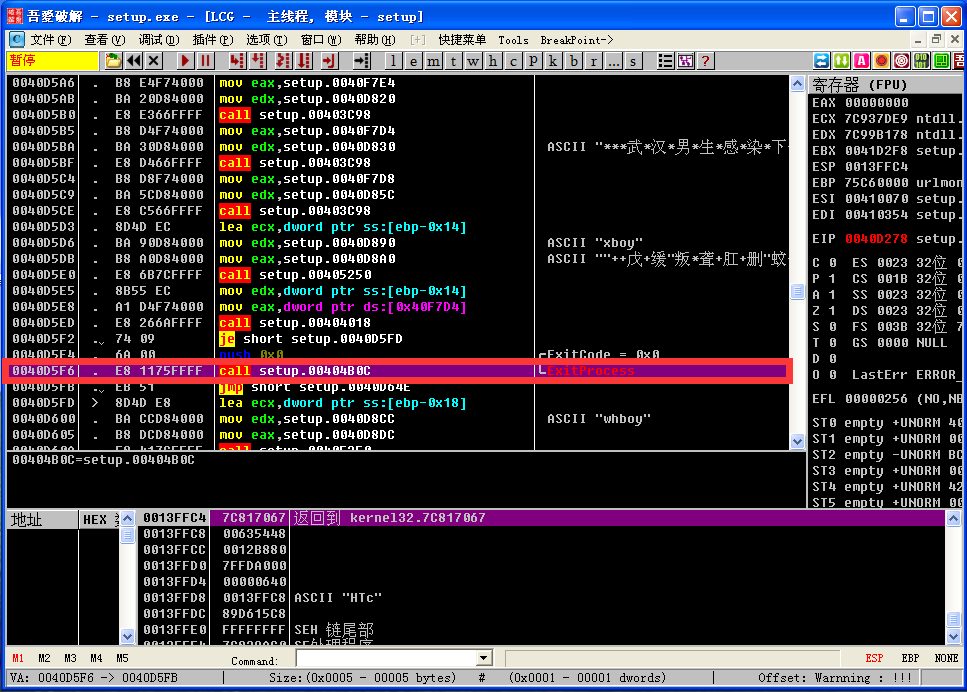 吾爱破解 - setup.exe - [LCG - 主线程, 模块 - setup]
文件(F) 查看(V) 调试(D) 插件(P) 选项(T) 窗口(W) 帮助(H) [+] 快捷菜单 Tools BreakPoint->
暂停 l e m t w h c p k b r ... s ?
0040D5A6 . B8 E4F74000 mov eax,setup.0040F7E4
0040D5AB . BA 20D84000 mov edx,setup.0040D820
0040D5B0 . E8 E366FFFF call setup.00403C98
0040D5B5 . B8 D4F74000 mov eax,setup.0040F7D4
0040D5BA . BA 30D84000 mov edx,setup.0040D830 ASCII "***武*汉*男*生*感*染*下
0040D5BF . E8 D466FFFF call setup.00403C98
0040D5C4 . B8 D8F74000 mov eax,setup.0040F7D8
0040D5C9 . BA 5CD84000 mov edx,setup.0040D85C
0040D5CE . E8 C566FFFF call setup.00403C98
0040D5D3 . 8D4D EC lea ecx,dword ptr ss:[ebp-0x14]
0040D5D6 . BA 90D84000 mov edx,setup.0040D890 ASCII "xboy"
0040D5DB . B8 A0D84000 mov eax,setup.0040D8A0 ASCII ""++戊+缓"叛*聋+肛+删"蚊
0040D5E0 . E8 6B7CFFFF call setup.00405250
0040D5E5 . 8B55 EC mov edx,dword ptr ss:[ebp-0x14]
0040D5E8 . A1 D4F74000 mov eax,dword ptr ds:[0x40F7D4]
0040D5ED . E8 266AFFFF call setup.00404018
0040D5F2 . 74 09 je short setup.0040D5FD
0040D5F4 . 6A 00 push 0x0 ExitCode = 0x0
0040D5F6 . E8 1175FFFF call setup.00404B0C ExitProcess
0040D5FB . EB 51 jmp short setup.0040D64E
0040D5FD > 8D4D E8 lea ecx,dword ptr ss:[ebp-0x18]
0040D600 . BA CCD84000 mov edx,setup.0040D8CC ASCII "whboy"
0040D605 . B8 DCD84000 mov eax,setup.0040D8DC
00404B0C=setup.00404B0C
寄存器 (FPU)
EAX 00000000
ECX 7C937DE9 ntdll.
EDX 7C99B178 ntdll.
EBX 0041D2F8 setup.
ESP 0013FFC4
EBP 75C60000 urlmon
ESI 00410070 setup.
EDI 00410354 setup.
EIP 0040D278 setup.
C 0 ES 0023 32位
P 1 CS 001B 32位
A 1 SS 0023 32位
Z 1 DS 0023 32位
S 0 FS 003B 32位 7
T 0 GS 0000 NULL
D 0
O 0 LastErr ERROR_
EFL 00000256 (NO,NB
ST0 empty +UNORM 40
ST1 empty +UNORM 00
ST2 empty -UNORM BC
ST3 empty +UNORM 00
ST4 empty +UNORM 42
ST5 empty +UNORM 00
地址 HEX
0013FFC4 7C817067 返回到 kernel32.7C817067
0013FFC8 00635448
0013FFCC 0012B880
0013FFD0 7FFDA000
0013FFD4 00000640
0013FFD8 0013FFC8 ASCII "HTc"
0013FFDC 89D615C8
0013FFE0 FFFFFFFF SEH 链尾部
M1 M2 M3 M4 M5 Command: ESP EBP NONE
VA: 0040D5F6 -> 0040D5FB Size:(0x0005 - 00005 bytes) # (0x0001 - 00001 dwords) Offset: Warnning : !!!